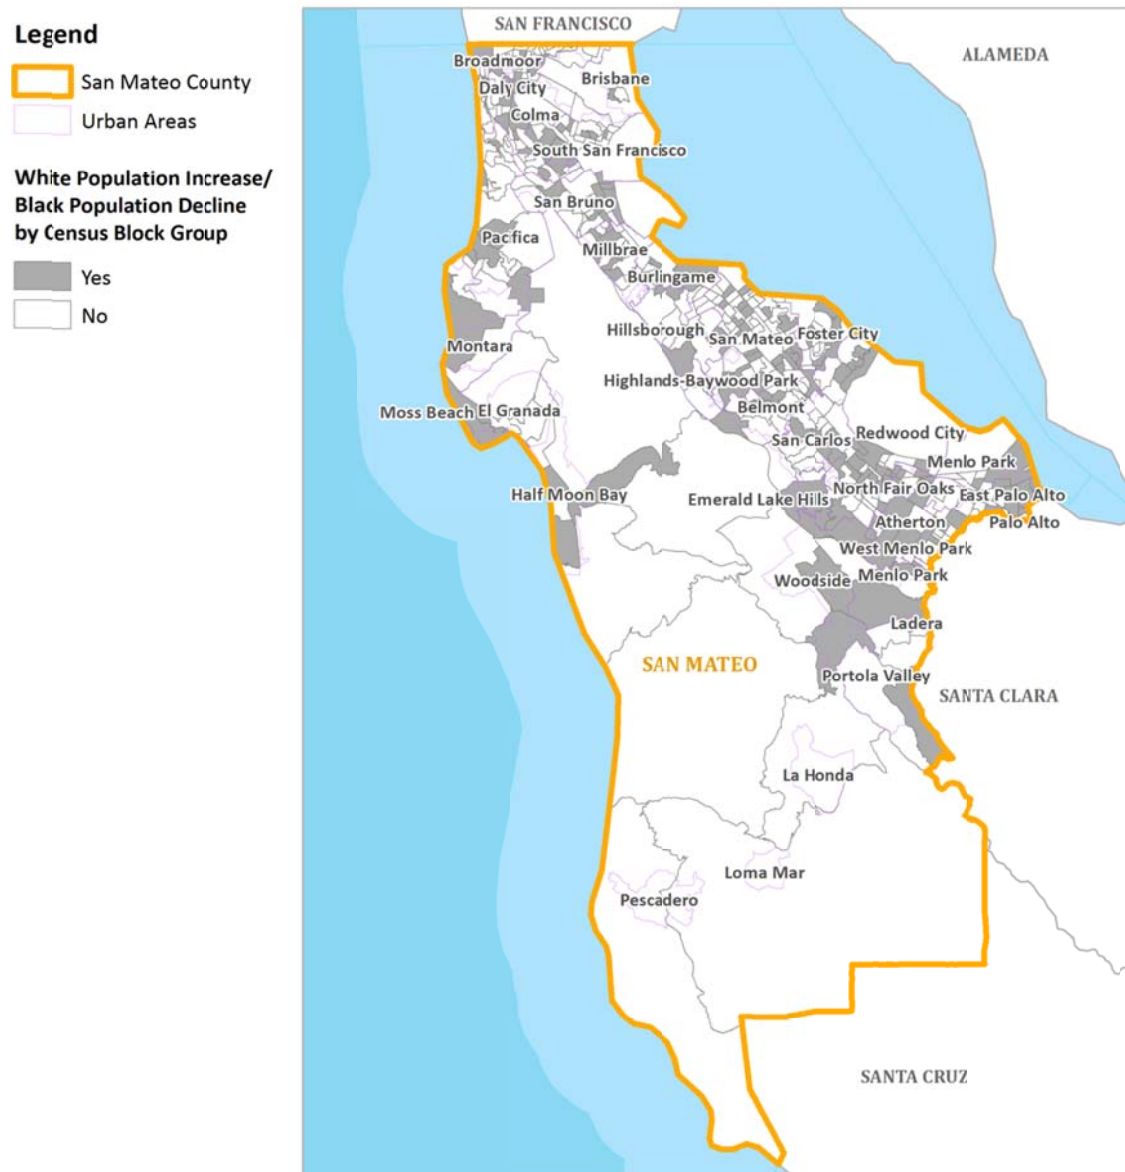 Legend
San Mateo County
Urban Areas
White Population Increase/
Black Population Decline
by Census Block Group
Yes
No
SAN FRANCISCO
ALAMEDA
Broadmoor
Brisbane
Daly City
Colma
South San Francisco
San Bruno
Pacifica
Millbrae
Burlingame
Hillsborough
San Mateo
Foster City
Montara
Highlands-Baywood Park
Moss Beach
El Granada
Belmont
San Carlos
Redwood City
Menlo Park
Half Moon Bay
Emerald Lake Hills
North Fair Oaks
East Palo Alto
Atherton
Palo Alto
West Menlo Park
Woodside
Menlo Park
Ladera
SAN MATEO
Portola Valley
SANTA CLARA
La Honda
Loma Mar
Pescadero
SANTA CRUZ